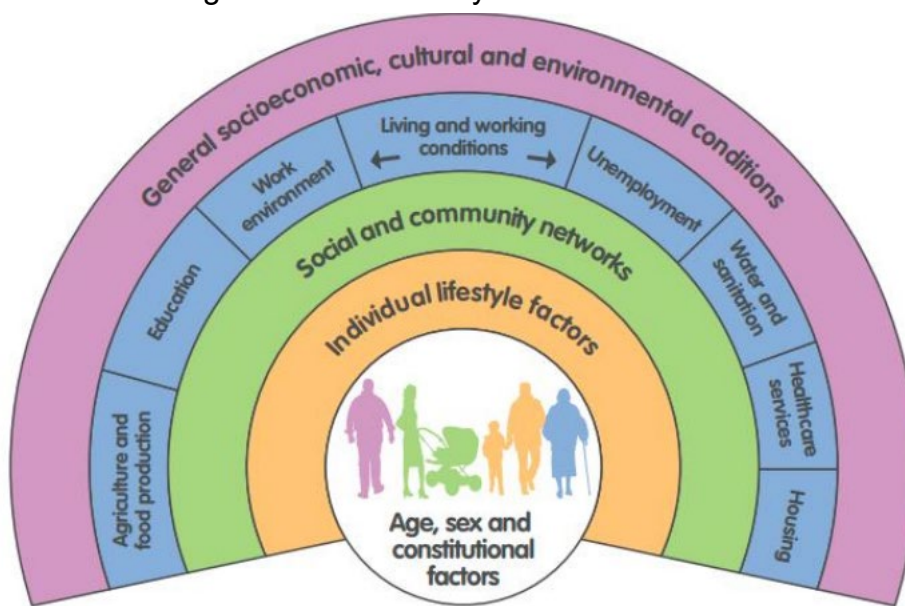 General socioeconomic, cultural and environmental conditions
Living and working
conditions
Work
environment
Unemployment
Education
Water and
sanitation
Agriculture and
food production
Healthcare
services
Housing
Social and community networks
Individual lifestyle factors
Age, sex and
constitutional
factors